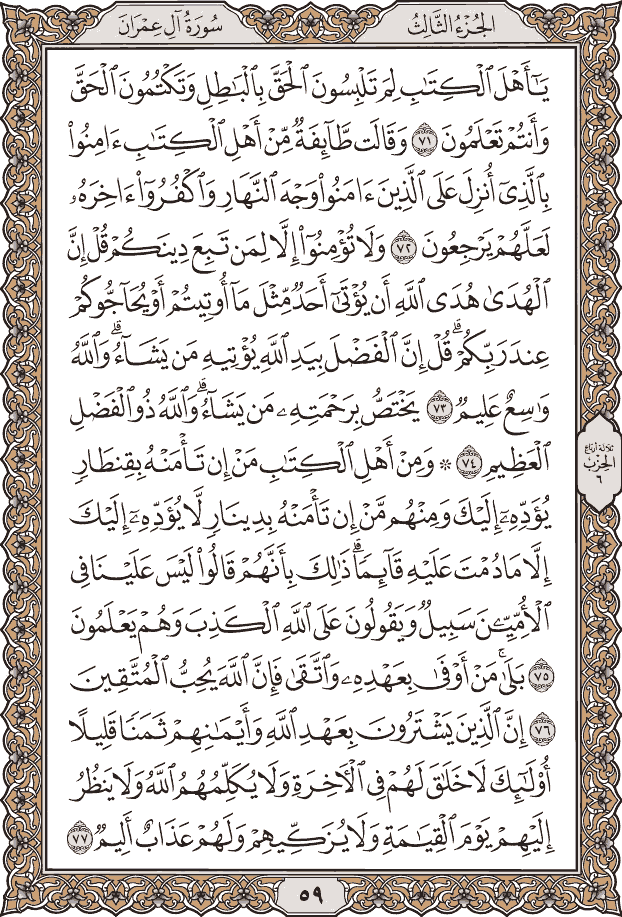 الجُزْءُ الثَّالِثُ
سُورَةُ آلِ عِمْرَانَ
يَٰٓأَهْلَ ٱلْكِتَٰبِ لِمَ تَلْبِسُونَ ٱلْحَقَّ بِٱلْبَٰطِلِ وَتَكْتُمُونَ ٱلْحَقَّ
وَأَنتُمْ تَعْلَمُونَ ٧١ وَقَالَت طَّآئِفَةٌ مِّنْ أَهْلِ ٱلْكِتَٰبِ ءَامِنُوا۟
بِٱلَّذِىٓ أُنزِلَ عَلَى ٱلَّذِينَ ءَامَنُوا۟ وَجْهَ ٱلنَّهَارِ وَٱكْفُرُوٓا۟ ءَاخِرَهُۥ
لَعَلَّهُمْ يَرْجِعُونَ ٧٢ وَلَا تُؤْمِنُوٓا۟ إِلَّا لِمَن تَبِعَ دِينَكُمْ قُلْ إِنَّ
ٱلْهُدَىٰ هُدَى ٱللَّهِ أَن يُؤْتَىٰٓ أَحَدٌ مِّثْلَ مَآ أُوتِيتُمْ أَوْ يُحَآجُّوكُمْ
عِندَ رَبِّكُمْ ۗ قُلْ إِنَّ ٱلْفَضْلَ بِيَدِ ٱللَّهِ يُؤْتِيهِ مَن يَشَآءُ ۗ وَٱللَّهُ
وَٰسِعٌ عَلِيمٌ ٧٣ يَخْتَصُّ بِرَحْمَتِهِۦ مَن يَشَآءُ ۗ وَٱللَّهُ ذُو ٱلْفَضْلِ
ٱلْعَظِيمِ ٧٤ ۞ وَمِنْ أَهْلِ ٱلْكِتَٰبِ مَنْ إِن تَأْمَنْهُ بِقِنطَارٍ
يُؤَدِّهِۦٓ إِلَيْكَ وَمِنْهُم مَّنْ إِن تَأْمَنْهُ بِدِينَارٍ لَّا يُؤَدِّهِۦٓ إِلَيْكَ
إِلَّا مَا دُمْتَ عَلَيْهِ قَآئِمًا ۗ ذَٰلِكَ بِأَنَّهُمْ قَالُوا۟ لَيْسَ عَلَيْنَا فِى
ٱلْأُمِّيِّۦنَ سَبِيلٌ وَيَقُولُونَ عَلَى ٱللَّهِ ٱلْكَذِبَ وَهُمْ يَعْلَمُونَ
٧٥ بَلَىٰ ۚ مَنْ أَوْفَىٰ بِعَهْدِهِۦ وَٱتَّقَىٰ فَإِنَّ ٱللَّهَ يُحِبُّ ٱلْمُتَّقِينَ
٧٦ إِنَّ ٱلَّذِينَ يَشْتَرُونَ بِعَهْدِ ٱللَّهِ وَأَيْمَٰنِهِمْ ثَمَنًا قَلِيلًا
أُو۟لَٰٓئِكَ لَا خَلَٰقَ لَهُمْ فِى ٱلْءَاخِرَةِ وَلَا يُكَلِّمُهُمُ ٱللَّهُ وَلَا يَنظُرُ
إِلَيْهِمْ يَوْمَ ٱلْقِيَٰمَةِ وَلَا يُزَكِّيهِمْ وَلَهُمْ عَذَابٌ أَلِيمٌ ٧٧
ثلاثة أرباع
الحزب
٦
٥٩